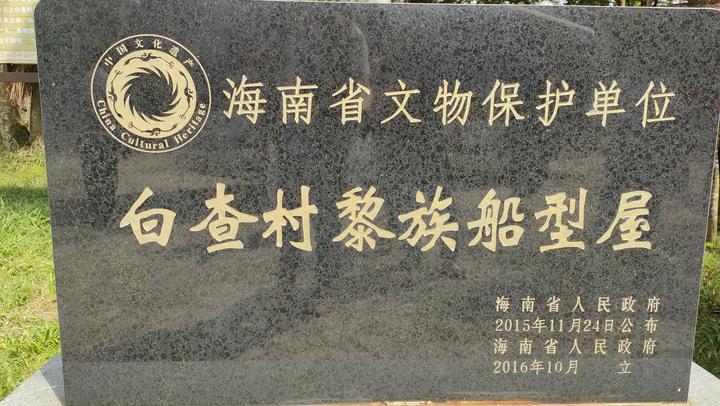 中国文化遗产
China Cultural Heritage
海南省文物保护单位
白查村黎族船型屋
海南省人民政府
2015年11月24日公布
海南省人民政府
2016年10月 立